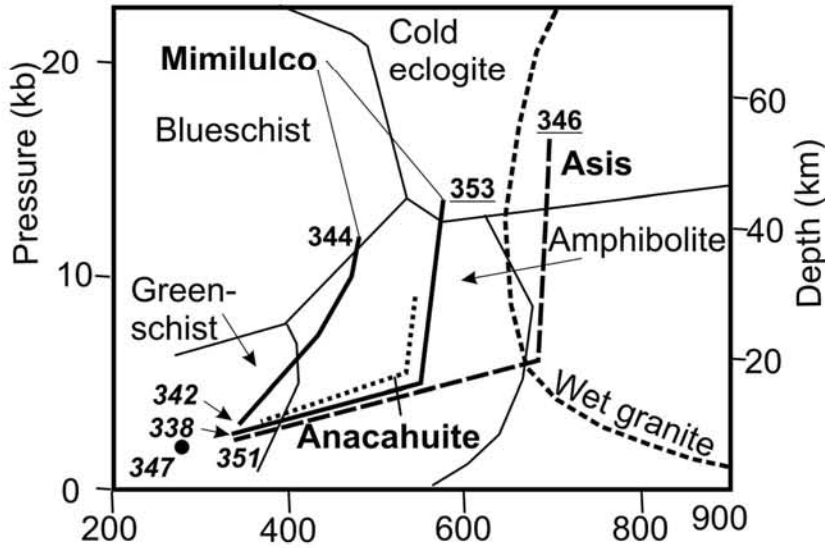 Pressure (kb)
20
10
0
Mimilulco
Cold
eclogite
Blueschist
346
Asis
353
344
Amphibolite
Green-
schist
342
338
347
351
Anacahuite
Wet granite
60
40
20
Depth (km)
200
400
600
800
900